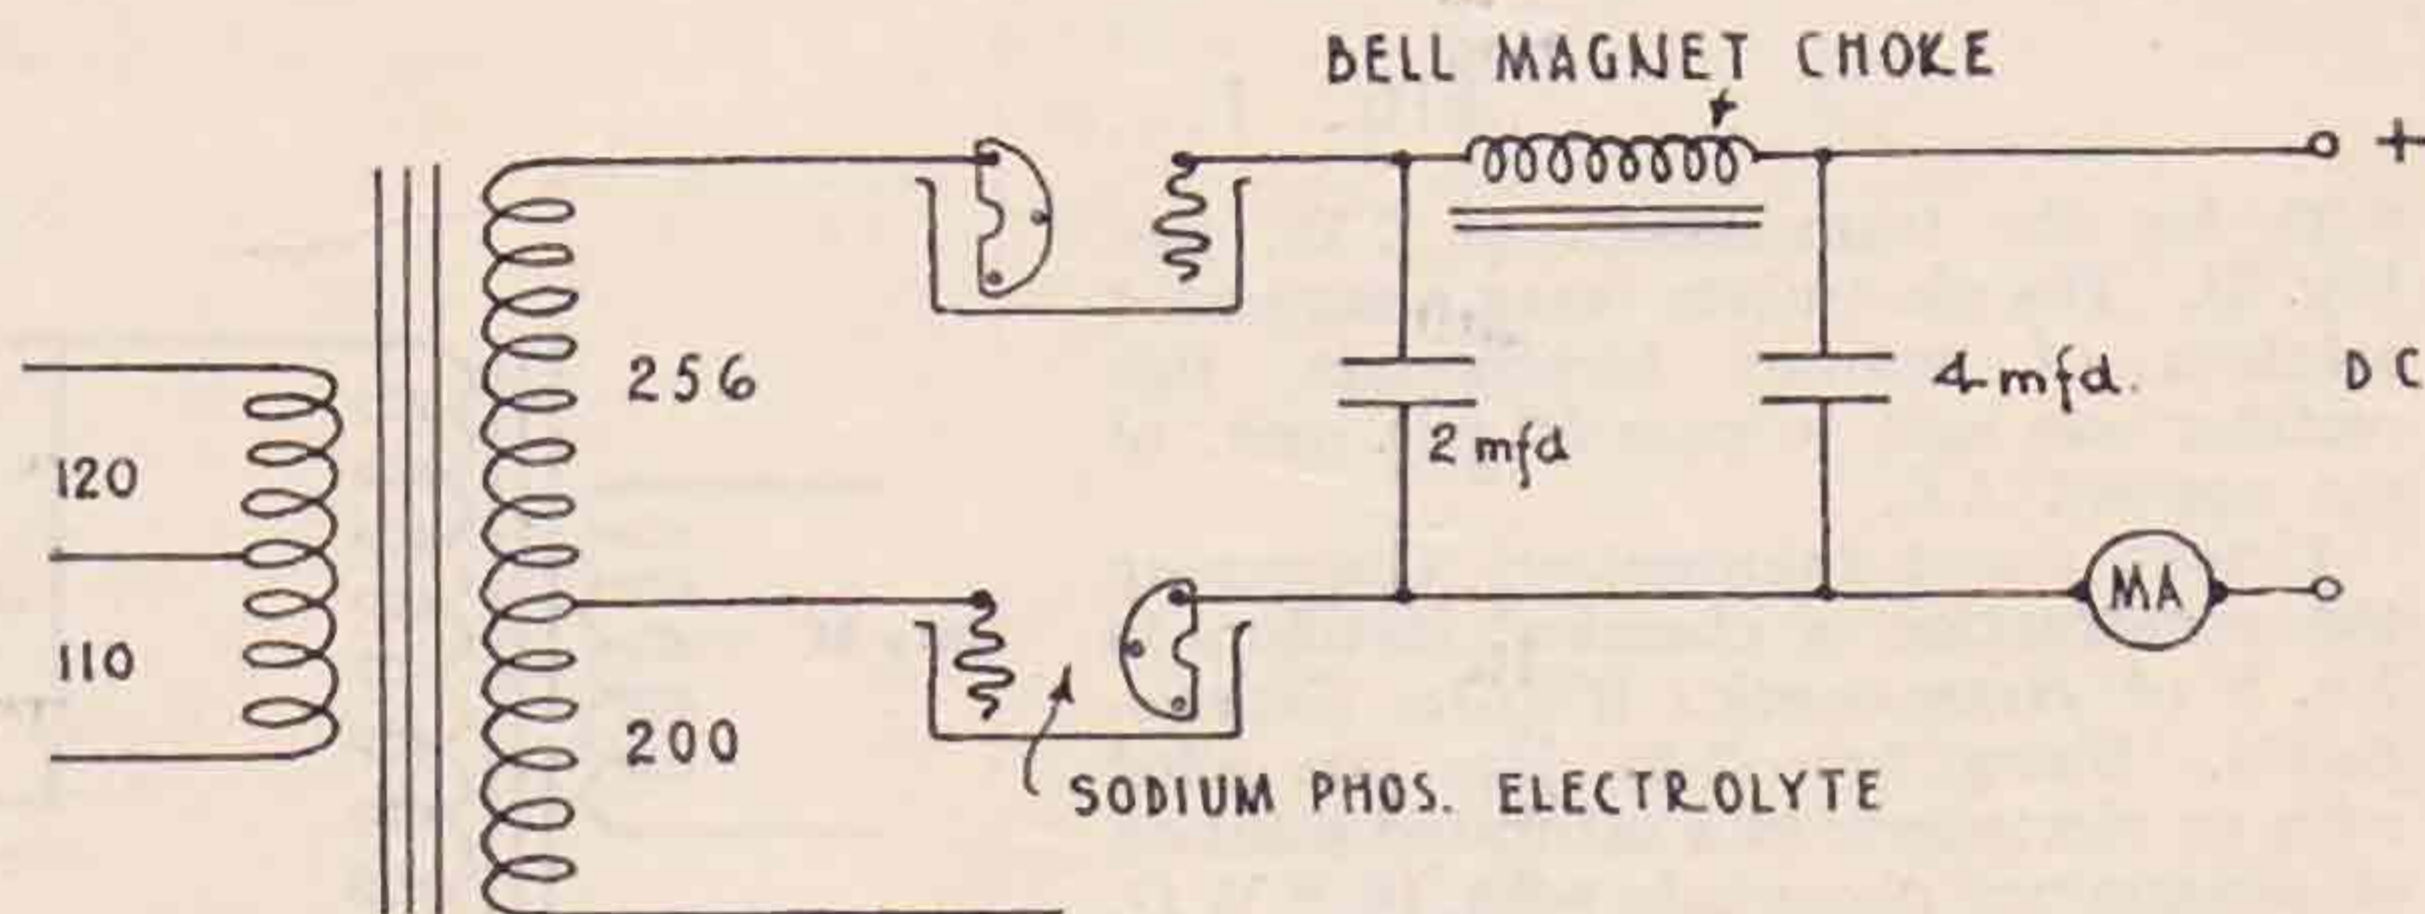 BELL MAGNET CHOKE
+
256
120
2 mfd
4 mfd.
DC
110
MA
200
SODIUM PHOS. ELECTROLYTE